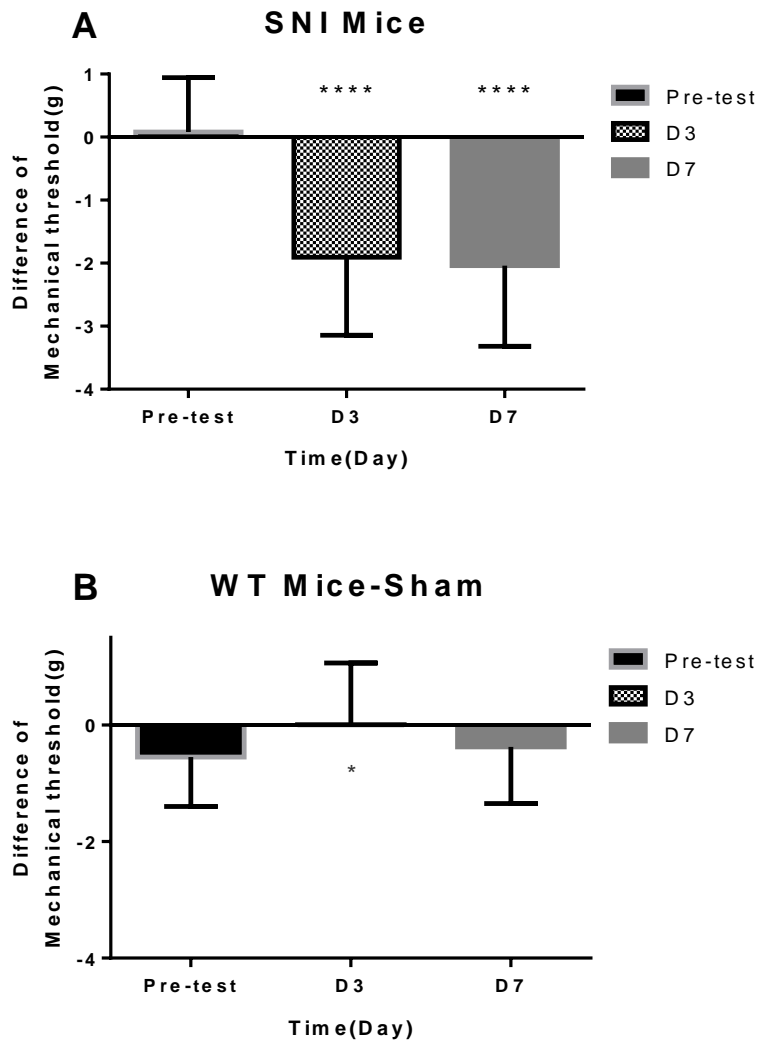 A
SNI Mice
Difference of
Mechanical threshold(g)
1
0
-1
-2
-3
-4
****
****
Pre-test
D3
D7
Time(Day)
Pre-test
D3
D7
B
WT Mice-Sham
Difference of
Mechanical threshold(g)
0
-2
-4
*
Pre-test
D3
D7
Time(Day)
Pre-test
D3
D7